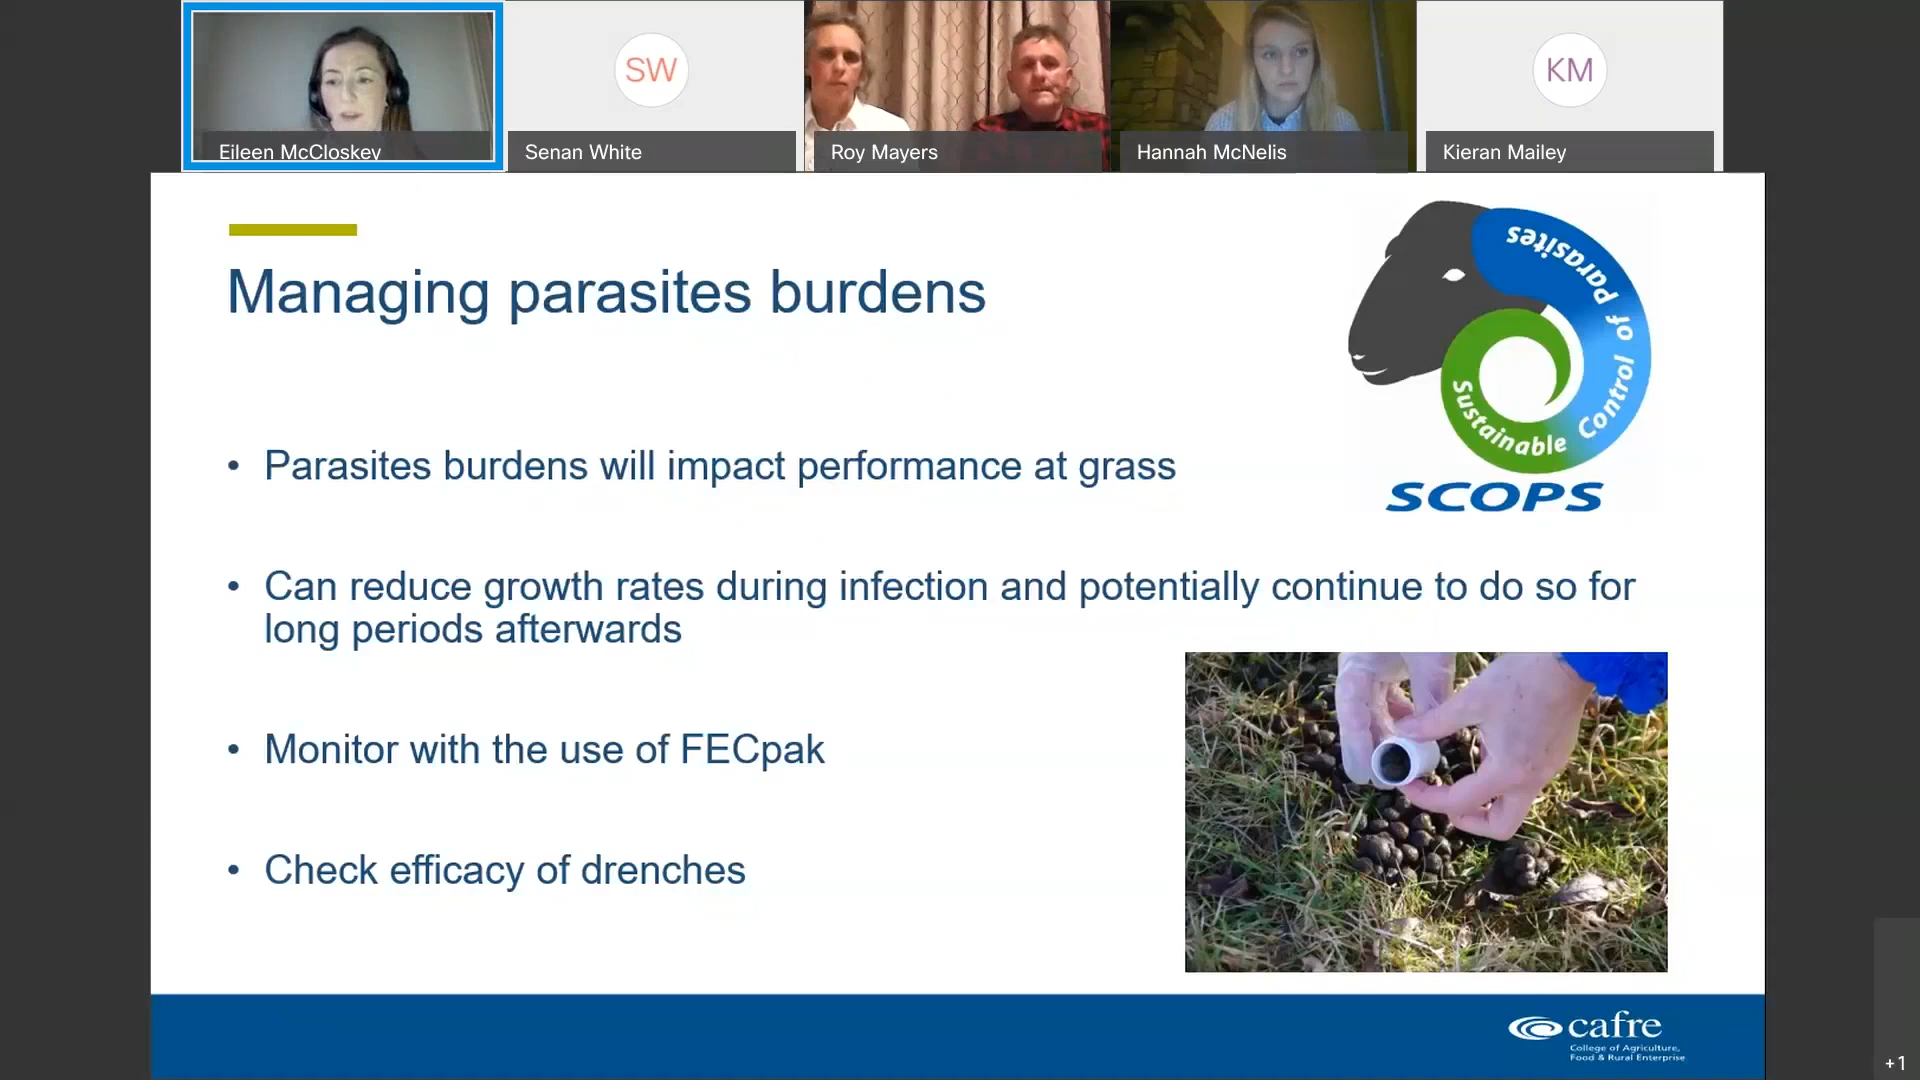 SW
KM
Eileen McCloskey
Senan White
Roy Mayers
Hannah McNelis
Kieran Mailey
Managing parasites burdens
Sustainable Control of Parasites
SCOPS
• Parasites burdens will impact performance at grass
• Can reduce growth rates during infection and potentially continue to do so for
long periods afterwards
• Monitor with the use of FECpak
• Check efficacy of drenches
cafre
College of Agriculture,
Food & Rural Enterprise
+1